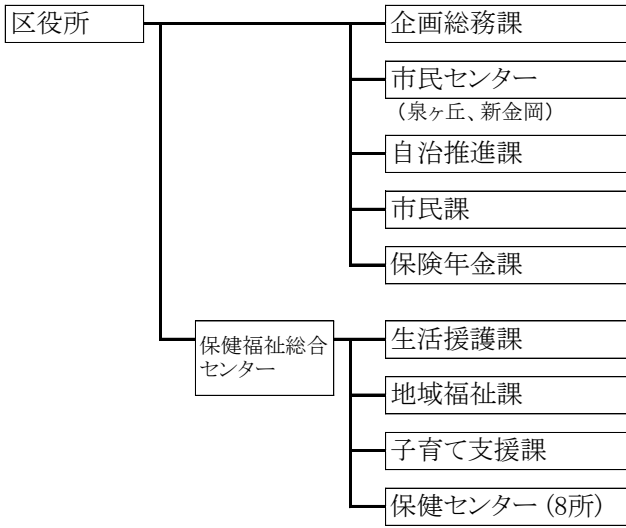 区役所
企画総務課
市民センター
（泉ヶ丘、新金岡）
自治推進課
市民課
保険年金課
保健福祉総合
センター
生活援護課
地域福祉課
子育て支援課
保健センター（8所）